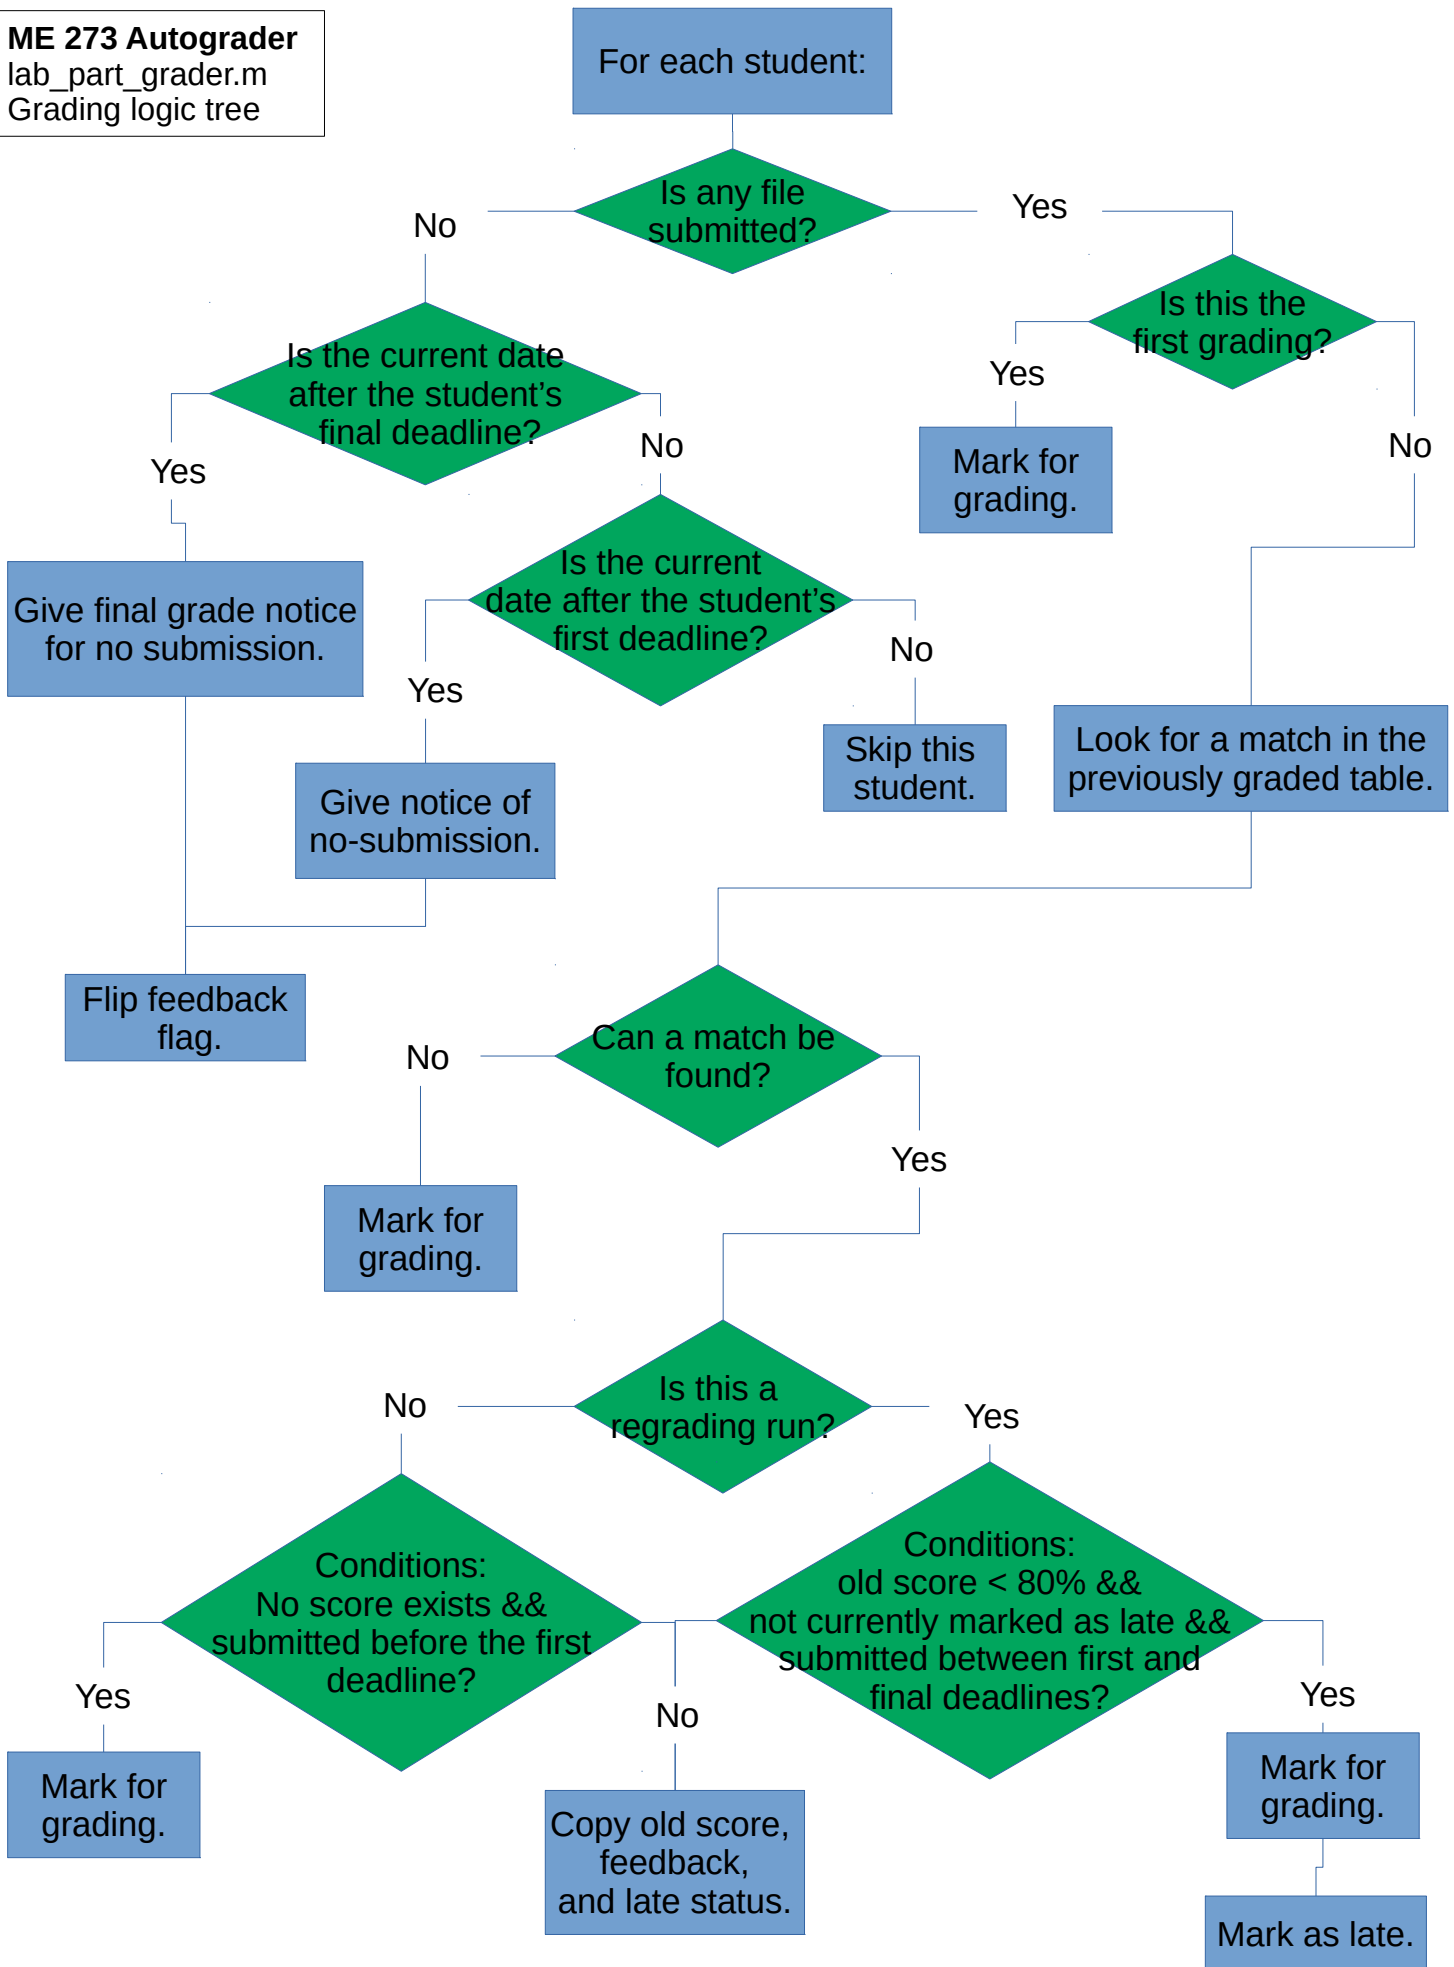 ME 273 Autograder
lab_part_grader.m
Grading logic tree
For each student:
Is any file
submitted?
No
Yes
Is the current date
after the student’s
final deadline?
Is this the
first grading?
Yes
No
Yes
No
Mark for
grading.
Give final grade notice
for no submission.
Is the current
date after the student’s
first deadline?
Yes
No
Give notice of
no-submission.
Skip this
student.
Look for a match in the
previously graded table.
Flip feedback
flag.
Can a match be
found?
No
Yes
Mark for
grading.
Is this a
regrading run?
No
Yes
Conditions:
No score exists &&
submitted before the first
deadline?
Conditions:
old score < 80% &&
not currently marked as late &&
submitted between first and
final deadlines?
Yes
No
Yes
Mark for
grading.
Copy old score,
feedback,
and late status.
Mark for
grading.
Mark as late.